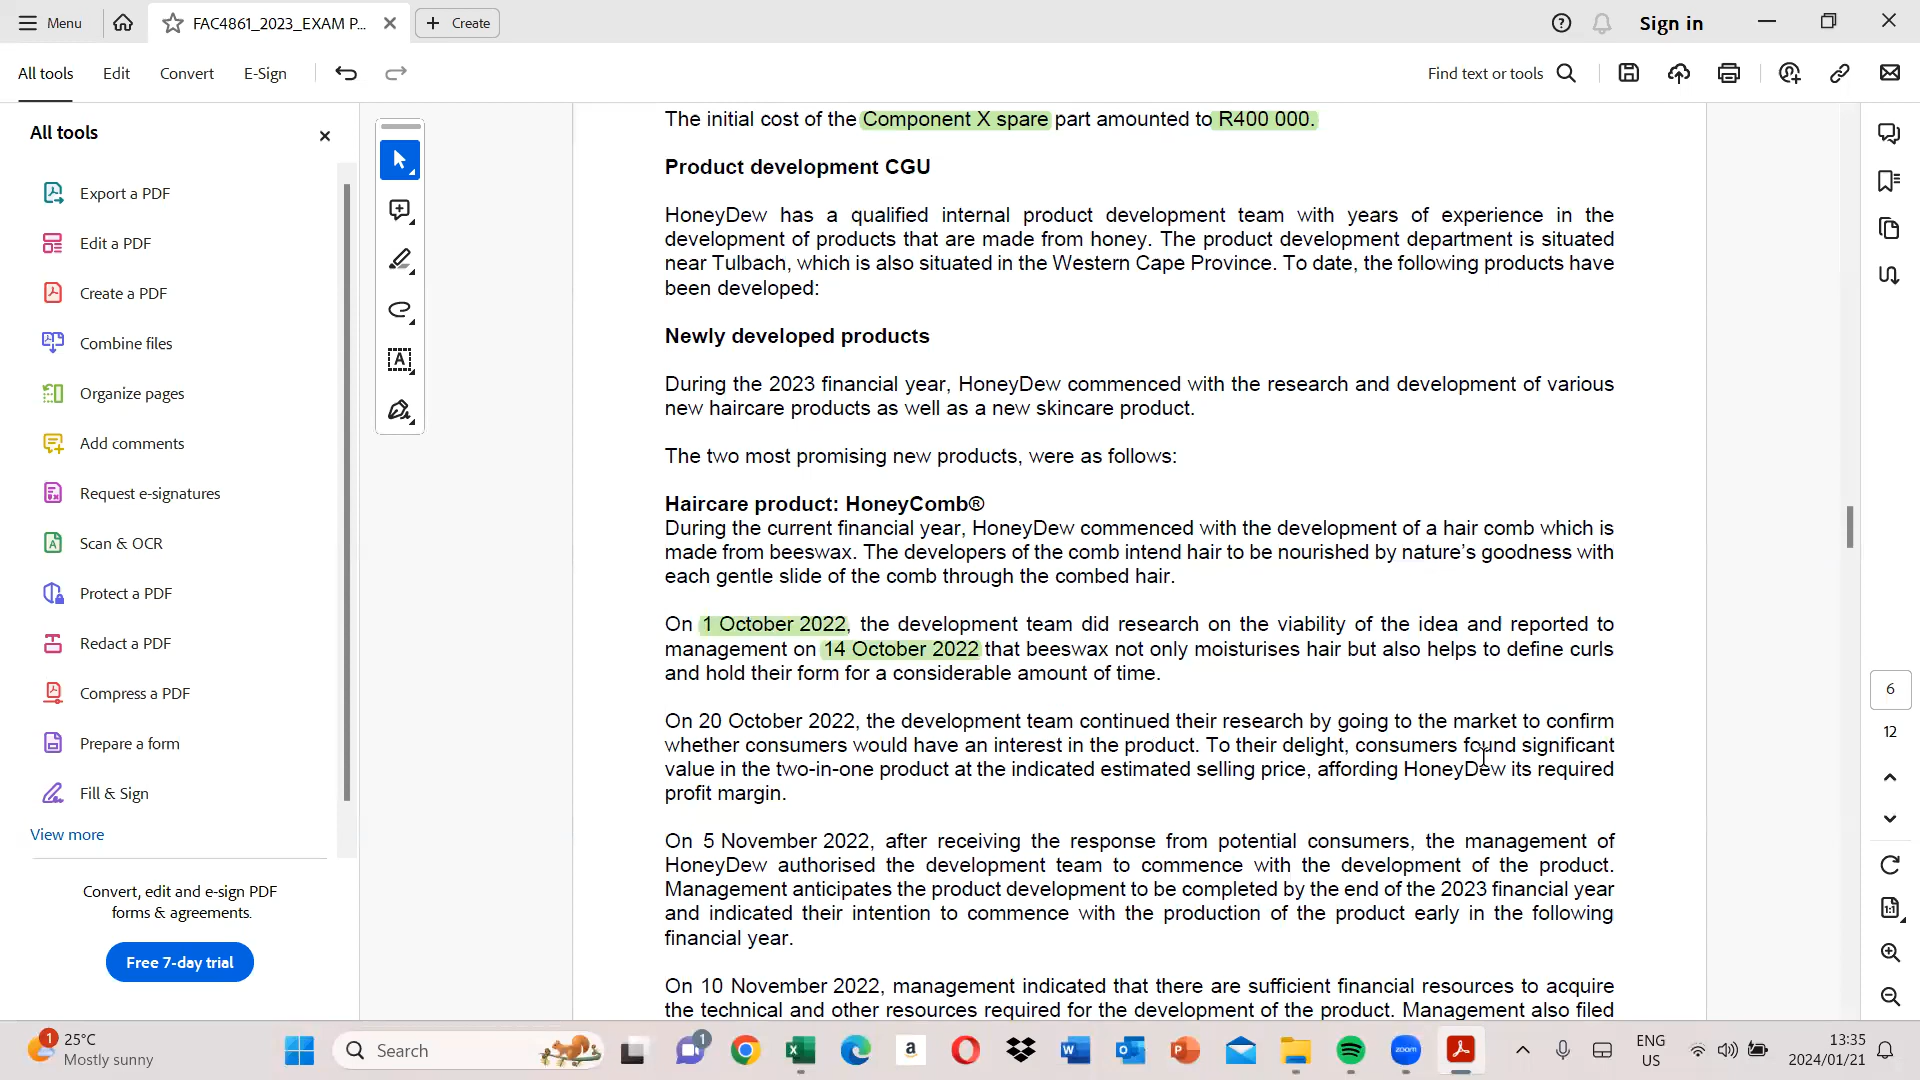 Menu
FAC4861_2023_EXAM P...
Create
Sign in
All tools
Edit
Convert
E-Sign
Find text or tools
All tools
Export a PDF
Edit a PDF
Create a PDF
Combine files
Organize pages
Add comments
Request e-signatures
Scan & OCR
Protect a PDF
Redact a PDF
Compress a PDF
Prepare a form
Fill & Sign
View more
Convert, edit and e-sign PDF
forms & agreements.
Free 7-day trial
The initial cost of the Component X spare part amounted to R400 000.
Product development CGU
HoneyDew has a qualified internal product development team with years of experience in the
development of products that are made from honey. The product development department is situated
near Tulbach, which is also situated in the Western Cape Province. To date, the following products have
been developed:
Newly developed products
During the 2023 financial year, HoneyDew commenced with the research and development of various
new haircare products as well as a new skincare product.
The two most promising new products, were as follows:
Haircare product: HoneyComb®
During the current financial year, HoneyDew commenced with the development of a hair comb which is
made from beeswax. The developers of the comb intend hair to be nourished by nature's goodness with
each gentle slide of the comb through the combed hair.
On 1 October 2022, the development team did research on the viability of the idea and reported to
management on 14 October 2022 that beeswax not only moisturises hair but also helps to define curls
and hold their form for a considerable amount of time.
On 20 October 2022, the development team continued their research by going to the market to confirm
whether consumers would have an interest in the product. To their delight, consumers found significant
value in the two-in-one product at the indicated estimated selling price, affording HoneyDew its required
profit margin.
On 5 November 2022, after receiving the response from potential consumers, the management of
HoneyDew authorised the development team to commence with the development of the product.
Management anticipates the product development to be completed by the end of the 2023 financial year
and indicated their intention to commence with the production of the product early in the following
financial year.
On 10 November 2022, management indicated that there are sufficient financial resources to acquire
the technical and other resources required for the development of the product. Management also filed
6
12
1:1
1
25°C
Mostly sunny
Search
1
a
zoom
ENG
US
13:35
2024/01/21